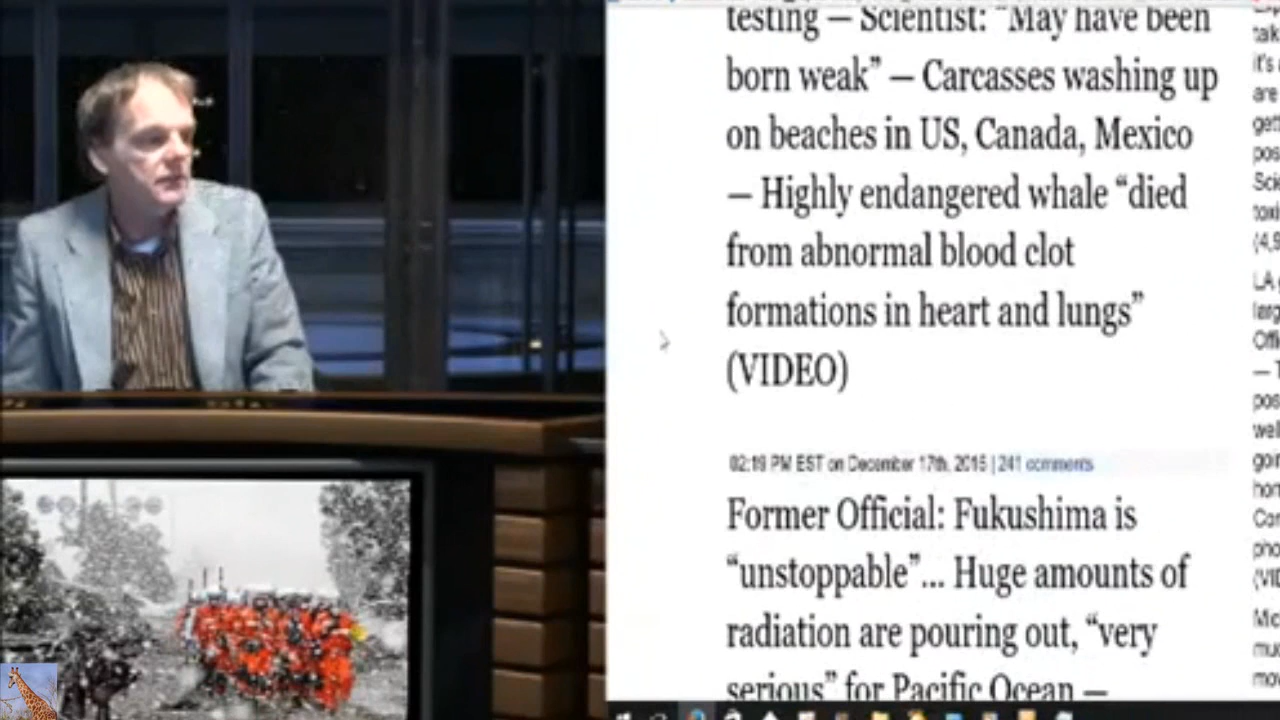 testing — Scientist: “May have been
born weak” — Carcasses washing up
on beaches in US, Canada, Mexico
— Highly endangered whale “died
from abnormal blood clot
formations in heart and lungs”
(VIDEO)
02:19 PM EST on December 17th, 2015 | 241 comments
Former Official: Fukushima is
“unstoppable”... Huge amounts of
radiation are pouring out, “very
serious” for Pacific Ocean —
it's
are
LA